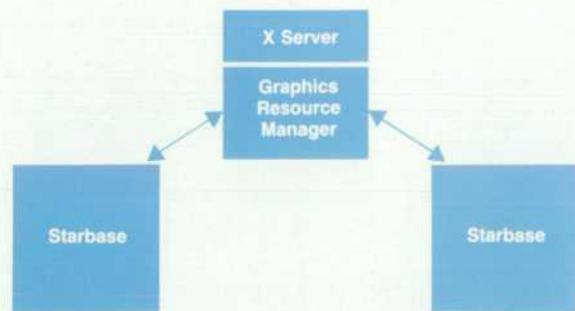 X Server
Graphics
Resource
Manager
Starbase
Starbase